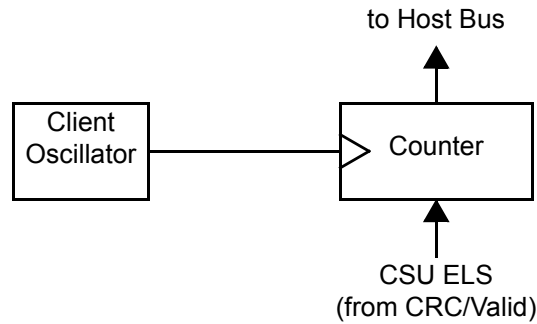 to Host Bus
Client
Oscillator
Counter
CSU ELS
(from CRC/Valid)